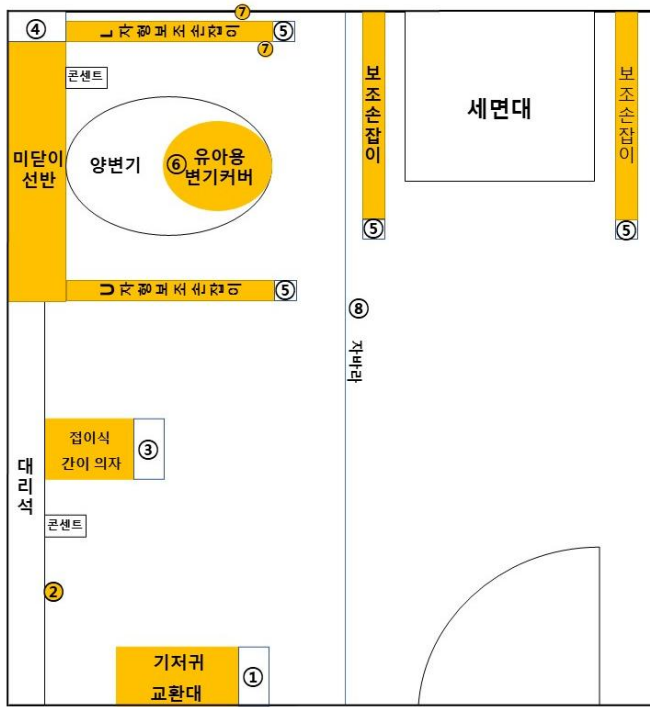 ⑦
④
L자형보조손잡이
⑤
⑦
콘센트
미닫이
선반
양변기
⑥
유아용
변기커버
U자형보조손잡이
⑤
보조손잡이
⑤
세면대
보조손잡이
⑤
⑧
자바라
접이식
간이 의자
③
대리석
콘센트
②
기저귀
교환대
①